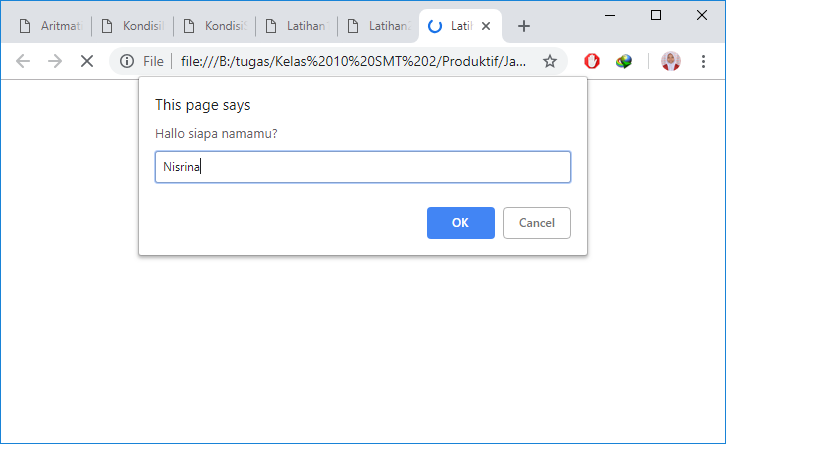 Aritmat
Kondisi
Kondisi
Latihan
Latihan
Latih
File
file:///B:/tugas/Kelas%2010%20SMT%202/Produktif/Ja...
This page says
Hallo siapa namamu?
Nisrina
OK
Cancel